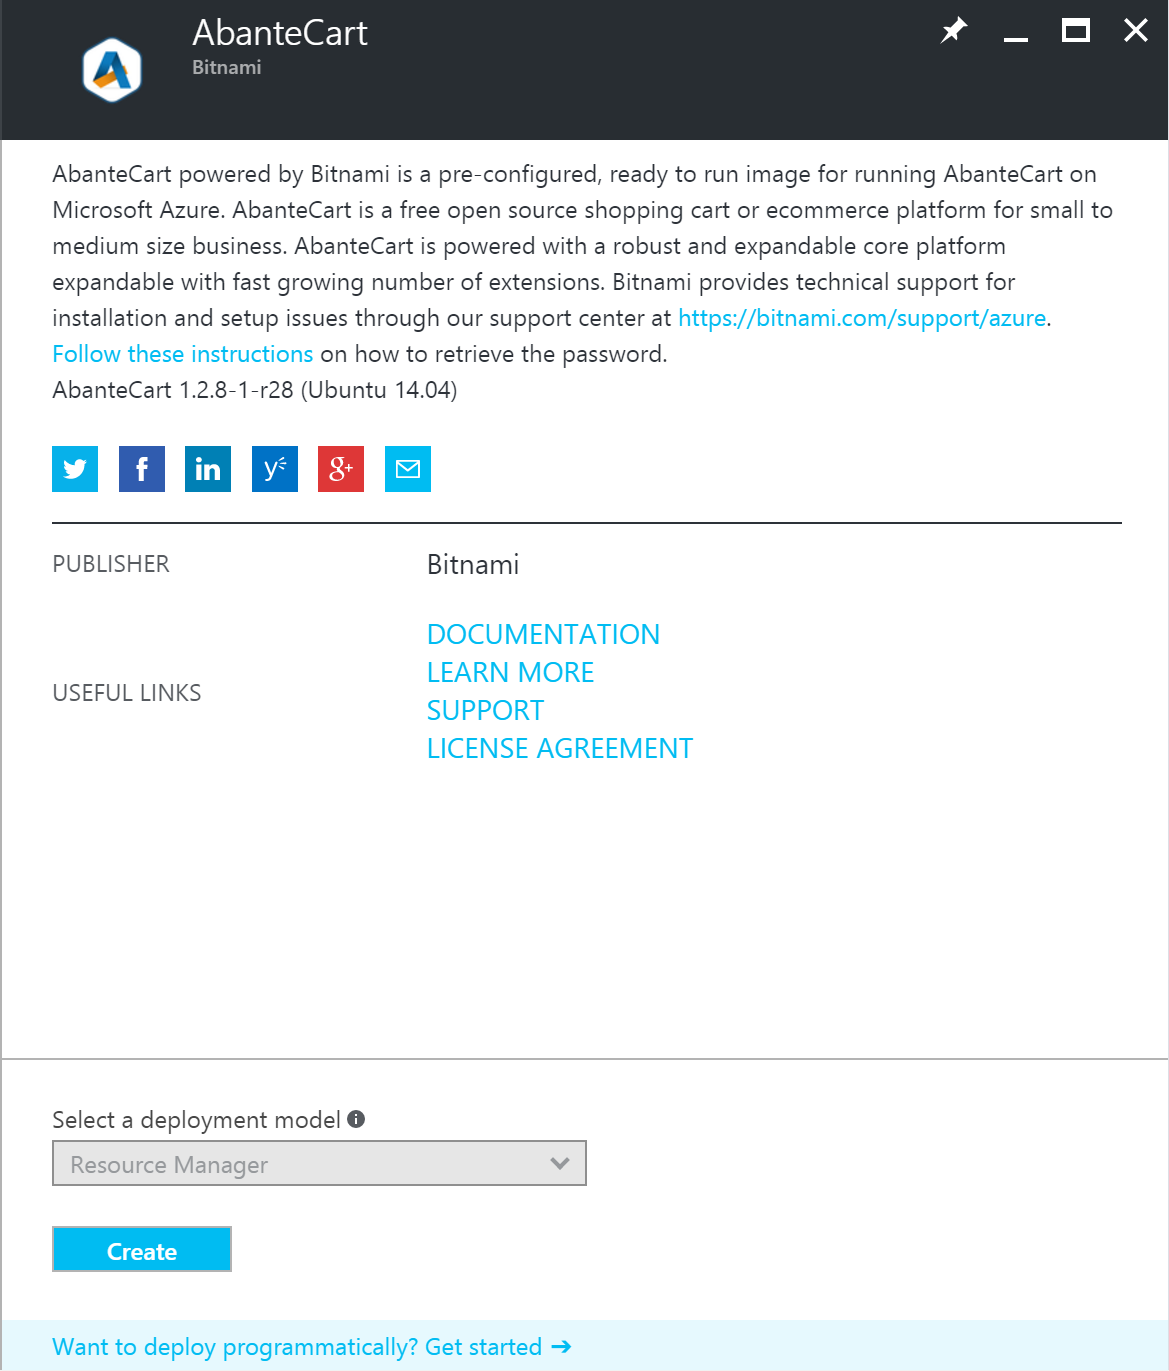 AbanteCart
Bitnami
AbanteCart powered by Bitnami is a pre-configured, ready to run image for running AbanteCart on
Microsoft Azure. AbanteCart is a free open source shopping cart or ecommerce platform for small to
medium size business. AbanteCart is powered with a robust and expandable core platform
expandable with fast growing number of extensions. Bitnami provides technical support for
installation and setup issues through our support center at https://bitnami.com/support/azure.
Follow these instructions on how to retrieve the password.
AbanteCart 1.2.8-1-r28 (Ubuntu 14.04)
f in y g+
PUBLISHER Bitnami
DOCUMENTATION
LEARN MORE
USEFUL LINKS
SUPPORT
LICENSE AGREEMENT
Select a deployment model
Resource Manager
Create
Want to deploy programmatically? Get started →